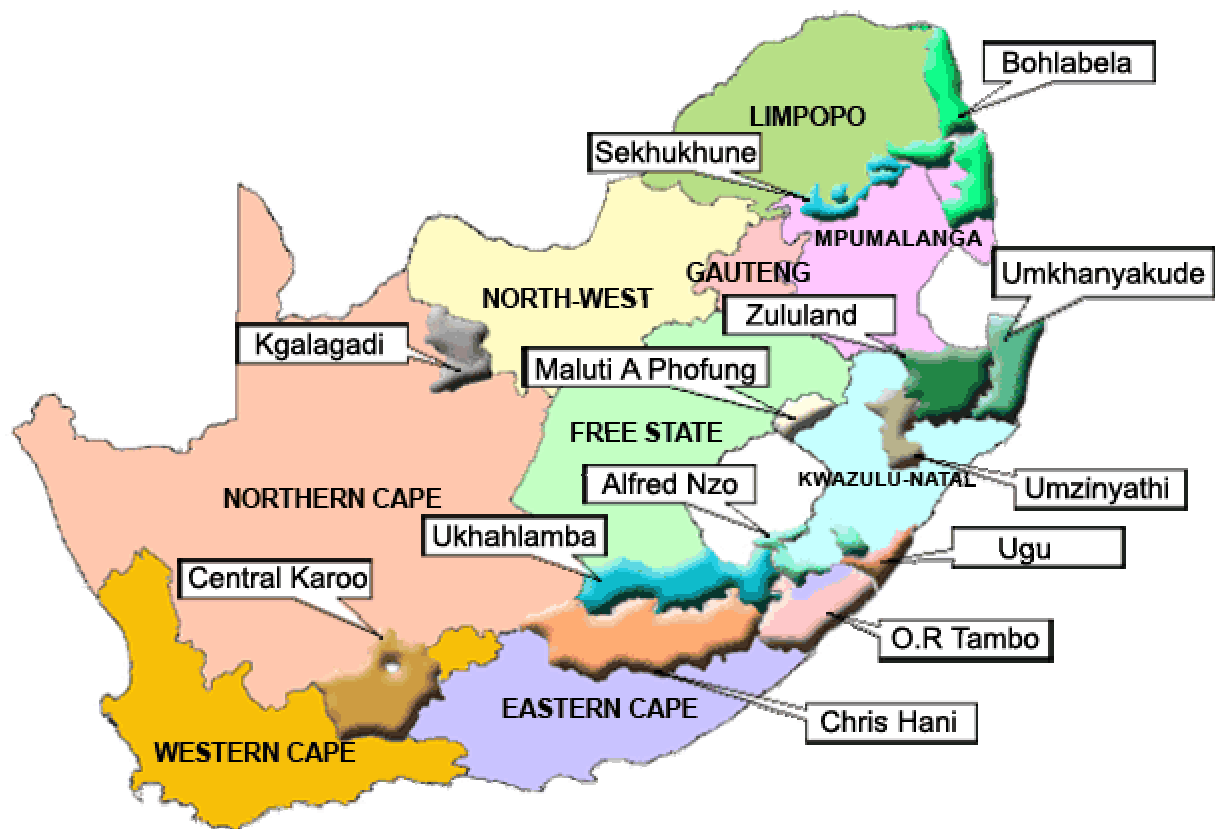 Bohlabela
LIMPOPO
Sekhukhune
MPUMALANGA
GAUTENG
Umkhanyakude
NORTH-WEST
Zululand
Kgalagadi
Maluti A Phofung
FREE STATE
KWAZULU-NATAL
Alfred Nzo
Umzinyathi
NORTHERN CAPE
Ukhahlamba
Ugu
Central Karoo
O.R Tambo
EASTERN CAPE
Chris Hani
WESTERN CAPE